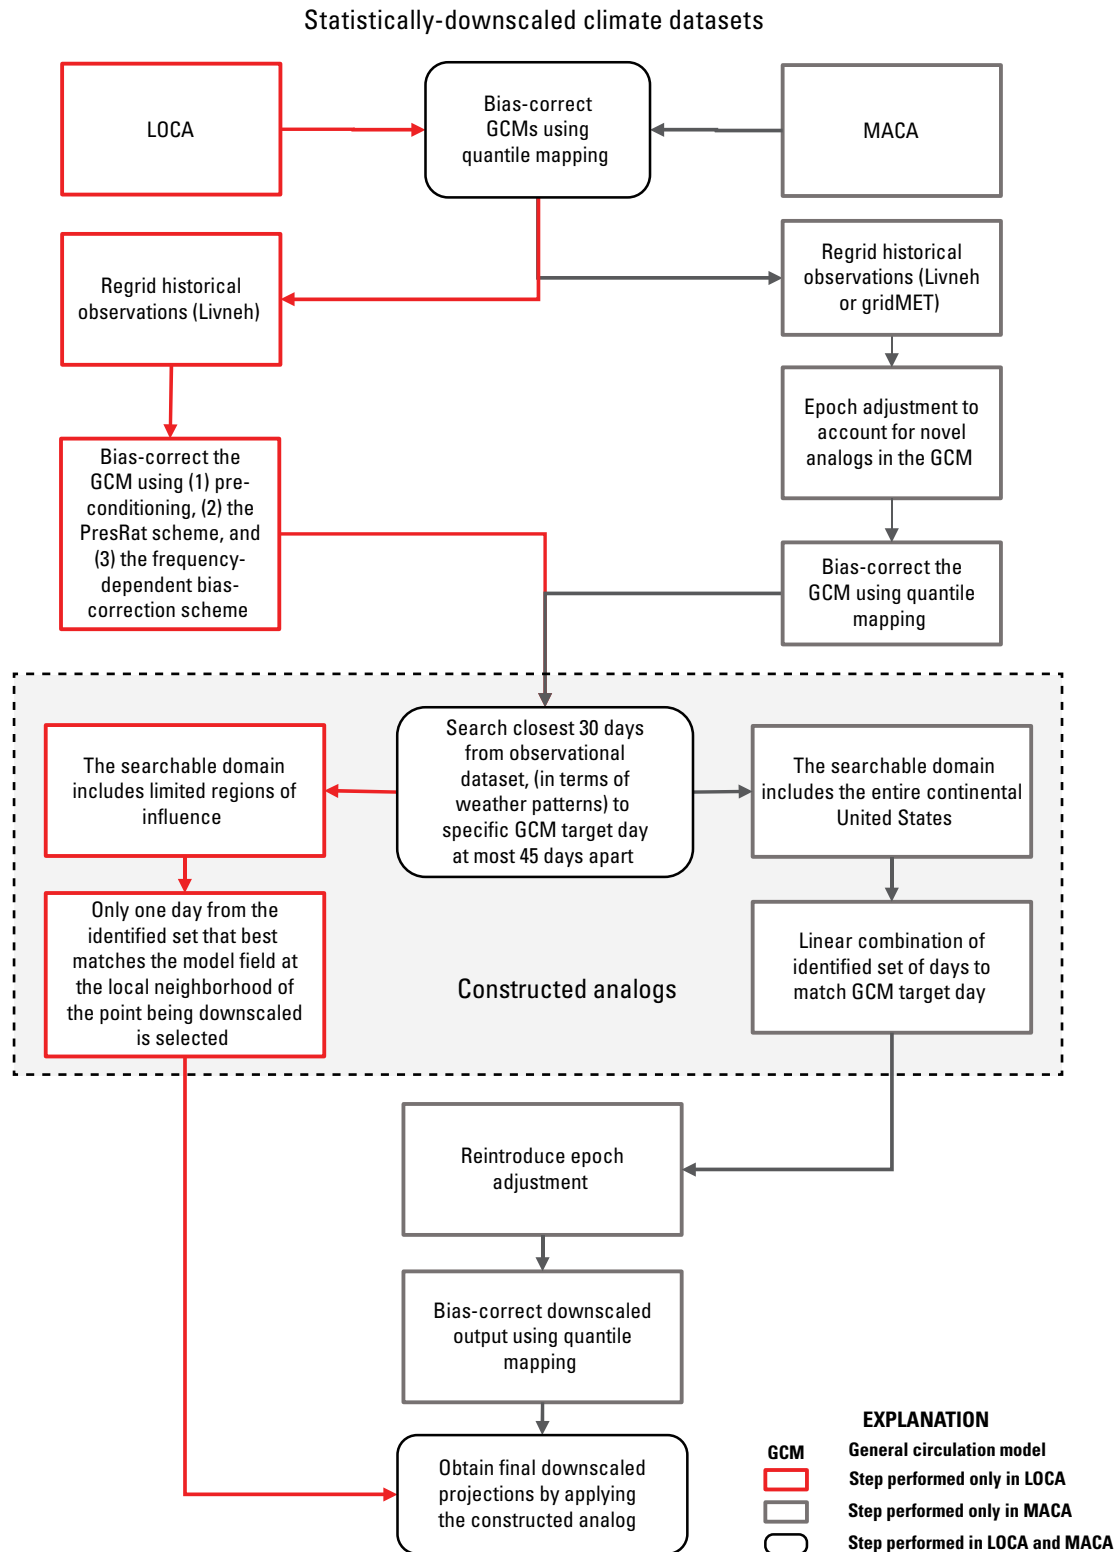 Statistically-downscaled climate datasets
LOCA
Bias-correct
GCMs using
quantile mapping
MACA
Regrid historical
observations (Livneh)
Regrid historical
observations (Livneh
or gridMET)
Epoch adjustment to
account for novel
analogs in the GCM
Bias-correct the
GCM using (1) pre-
conditioning, (2) the
PresRat scheme, and
(3) the frequency-
dependent bias-
correction scheme
Bias-correct the
GCM using quantile
mapping
The searchable domain
includes limited regions of
influence
Search closest 30 days
from observational
dataset, (in terms of
weather patterns) to
specific GCM target day
at most 45 days apart
The searchable domain
includes the entire continental
United States
Only one day from the
identified set that best
matches the model field at
the local neighborhood of
the point being downscaled
is selected
Constructed analogs
Linear combination of
identified set of days to
match GCM target day
Reintroduce epoch
adjustment
Bias-correct downscaled
output using quantile
mapping
Obtain final downscaled
projections by applying
the constructed analog
EXPLANATION
GCM General circulation model
Step performed only in LOCA
Step performed only in MACA
Step performed in LOCA and MACA